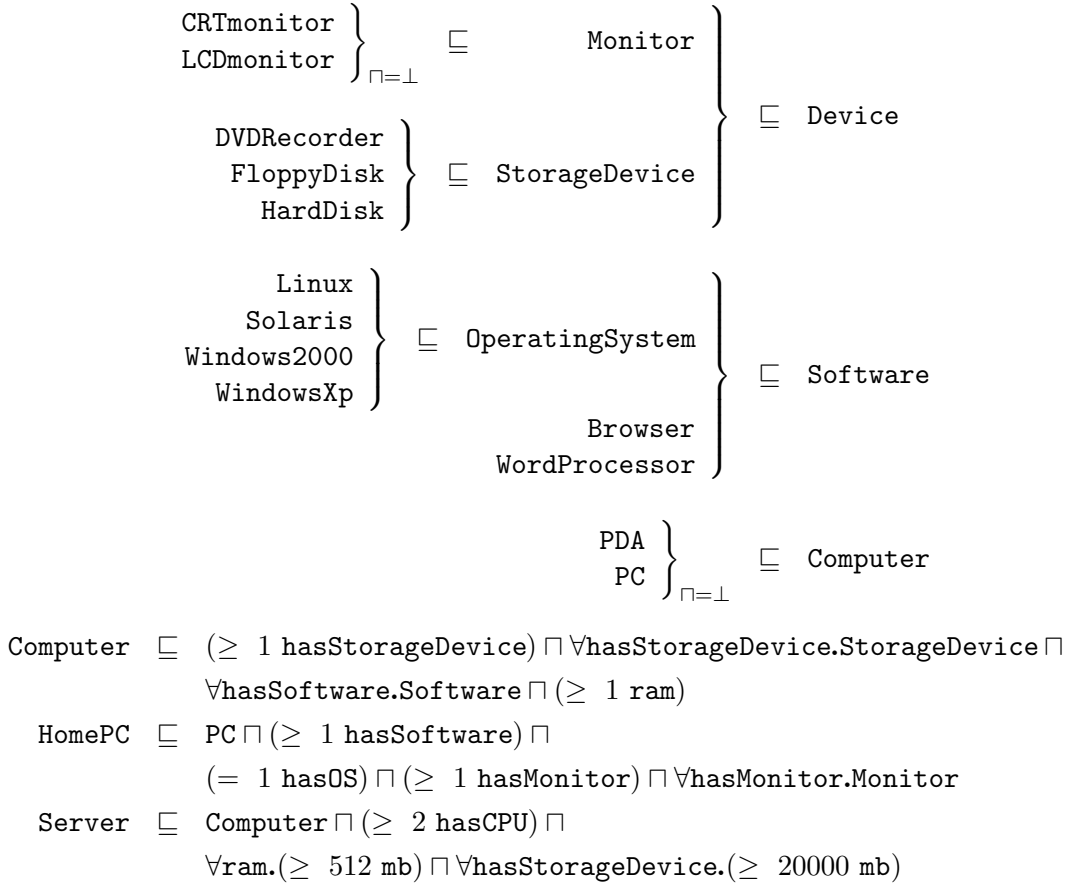 CRTmonitor
LCDmonitor
⊓=⊥
⊑ Monitor
DVDRecorder
FloppyDisk
HardDisk
⊑ StorageDevice
⊑ Device
Linux
Solaris
Windows2000
WindowsXp
⊑ OperatingSystem
Browser
WordProcessor
⊑ Software
PDA
PC
⊓=⊥
⊑ Computer
Computer ⊑ (≥ 1 hasStorageDevice) ⊓ ∀hasStorageDevice.StorageDevice ⊓
∀hasSoftware.Software ⊓ (≥ 1 ram)
HomePC ⊑ PC ⊓ (≥ 1 hasSoftware) ⊓
(= 1 hasOS) ⊓ (≥ 1 hasMonitor) ⊓ ∀hasMonitor.Monitor
Server ⊑ Computer ⊓ (≥ 2 hasCPU) ⊓
∀ram.(≥ 512 mb) ⊓ ∀hasStorageDevice.(≥ 20000 mb)